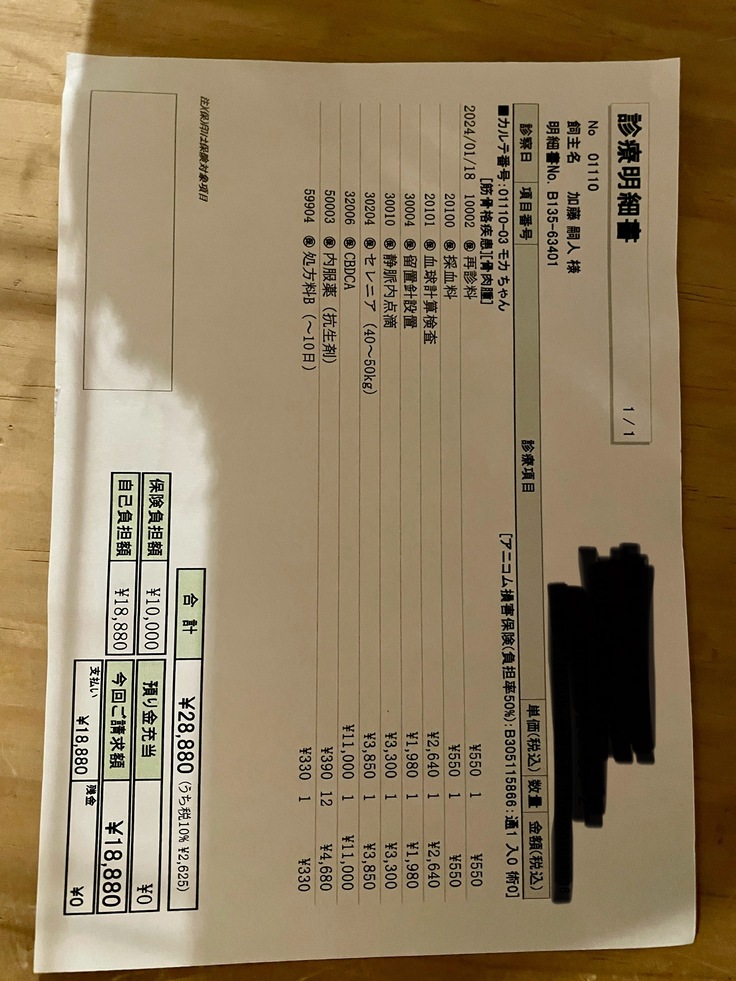 診療明細書 1 / 1
No 01110
飼主名 加藤 嗣人 様
明細書No. B135-63401
診察日 項目番号 診療項目 単価(税込) 数量 金額(税込)
■カルテ番号:01110-03 モカちゃん [アニコム損害保険(負担率50%):B305115866:通1 入0 術0]
[筋骨格疾患][骨肉腫]
2024/01/18 10002 ㊩再診料 ¥550 1 ¥550
20100 ㊩採血料 ¥550 1 ¥550
20101 ㊩血球計算検査 ¥2,640 1 ¥2,640
30004 ㊩留置針設置 ¥1,980 1 ¥1,980
30010 ㊩静脈内点滴 ¥3,300 1 ¥3,300
30204 ㊩セレニア (40～50kg) ¥3,850 1 ¥3,850
32006 ㊩CBDCA ¥11,000 1 ¥11,000
50003 ㊩内服薬 (抗生剤) ¥390 12 ¥4,680
59904 ㊩処方料B (～10日) ¥330 1 ¥330
注)(保)印は保険対象項目
合 計 ¥28,880 (うち税10% ¥2,625)
保険負担額 ¥10,000 預り金充当 ¥0
自己負担額 ¥18,880 今回ご請求額 ¥18,880
支払い ¥18,880 残金 ¥0